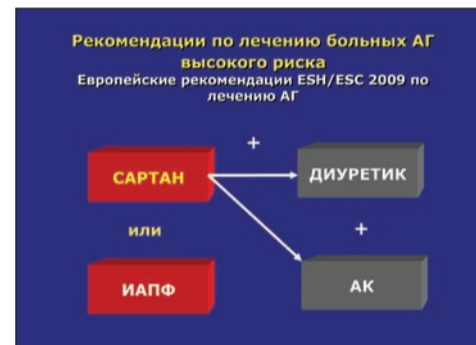 Рекомендации по лечению больных АГ
высокого риска
Европейские рекомендации ESH/ESC 2009 по
лечению АГ
+
САРТАН
ДИУРЕТИК
или
+
ИАПФ
АК